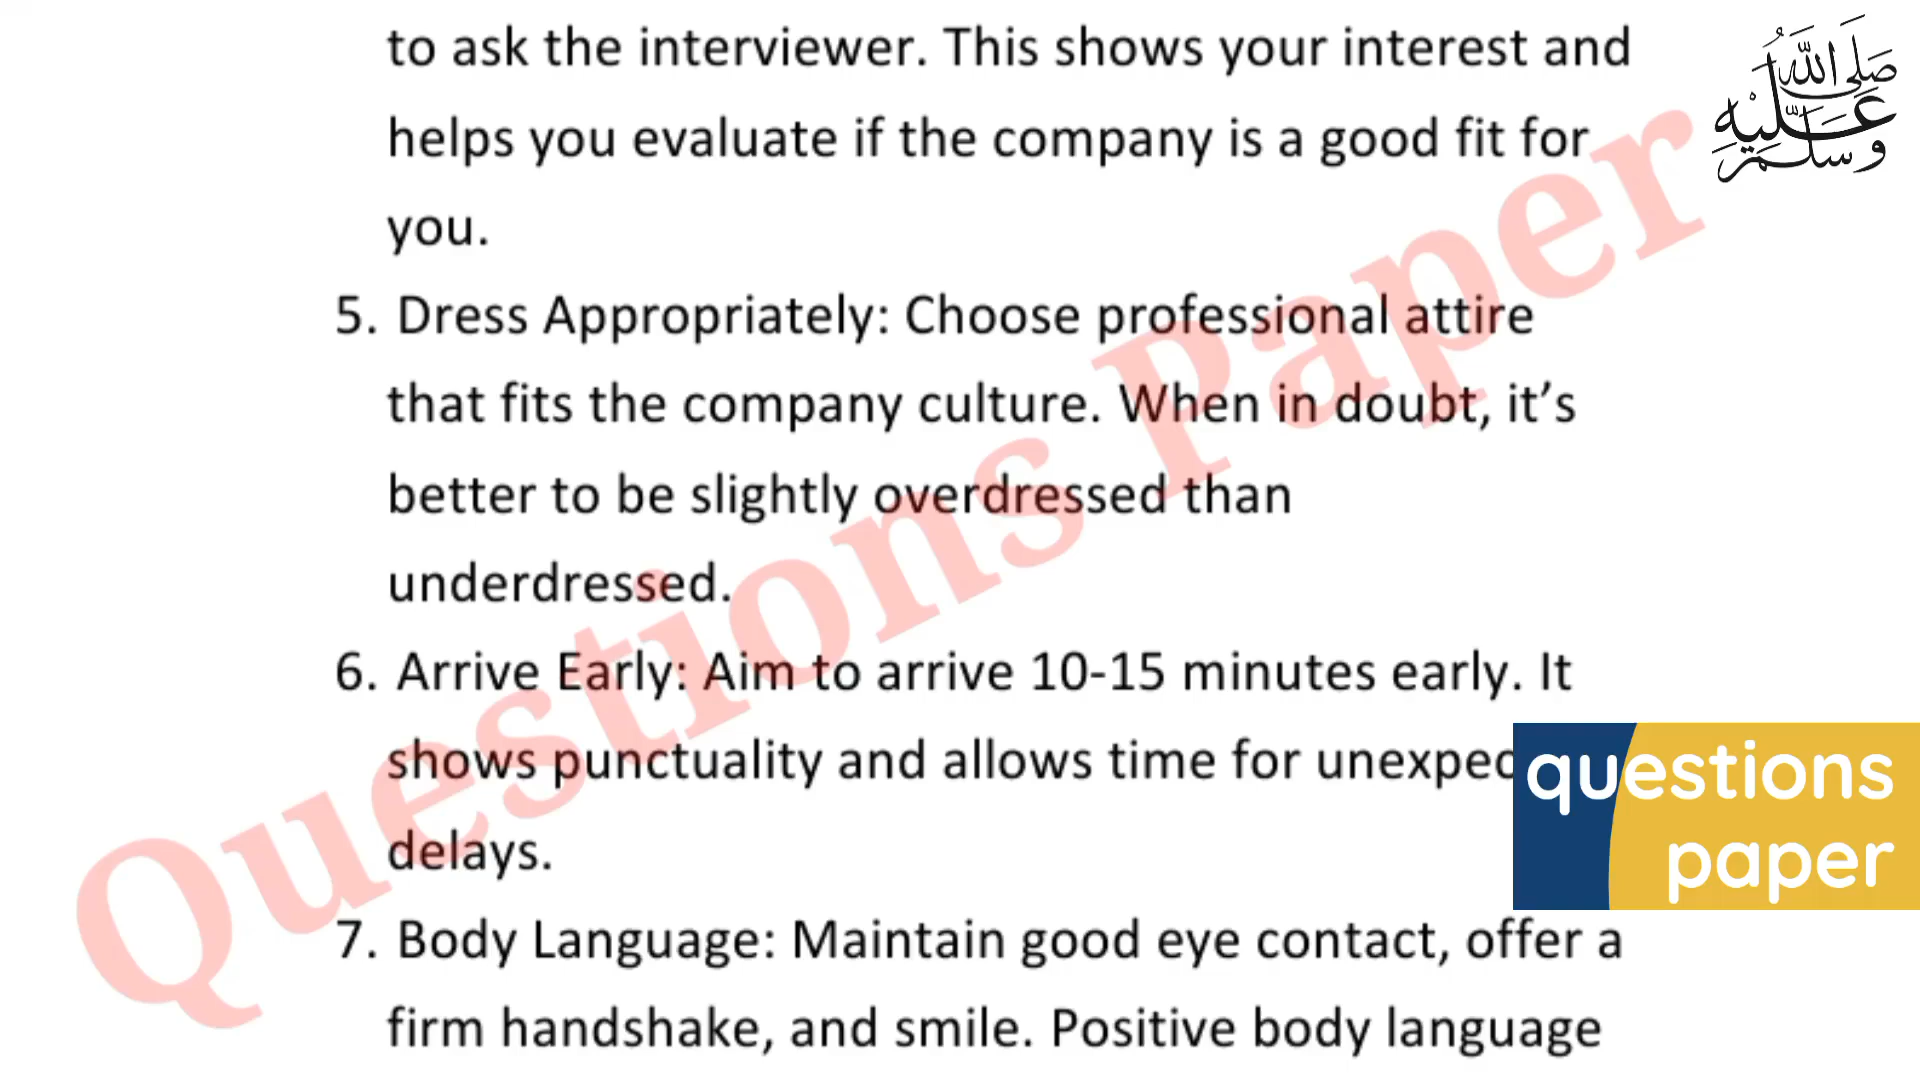 to ask the interviewer. This shows your interest and
helps you evaluate if the company is a good fit for
you.
5. Dress Appropriately: Choose professional attire
that fits the company culture. When in doubt, it’s
better to be slightly overdressed than
underdressed.
6. Arrive Early: Aim to arrive 10-15 minutes early. It
shows punctuality and allows time for
delays.
7. Body Language: Maintain good eye contact, offer a
firm handshake, and smile. Positive body language
Questions Paper
صلى الله
عليه
وسلم
questions
paper